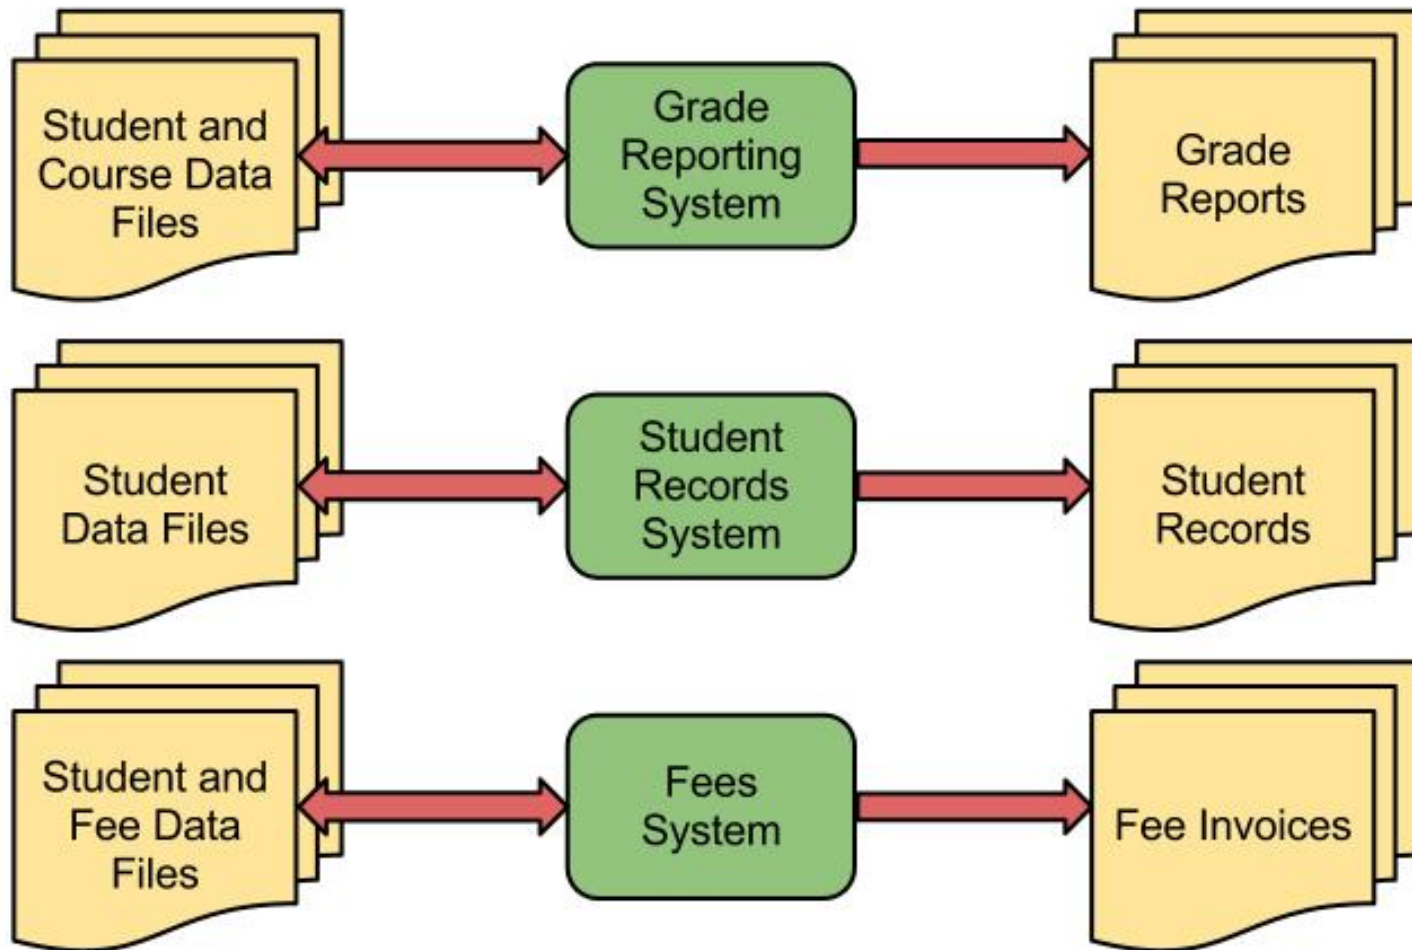 Student and
Course Data
Files
Grade
Reporting
System
Grade
Reports
Student
Data Files
Student
Records
System
Student
Records
Student and
Fee Data
Files
Fees
System
Fee Invoices